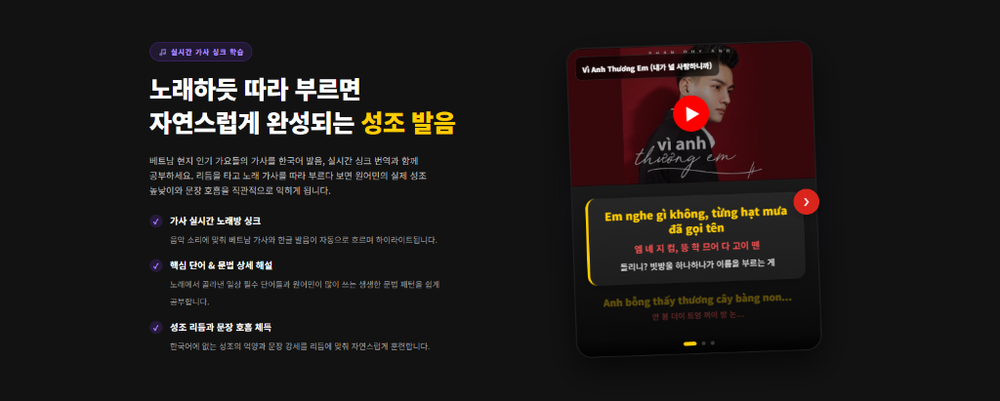 실시간 가사 싱크 학습
노래하듯 따라 부르면
자연스럽게 완성되는 성조 발음
베트남 현지 인기 가요들의 가사를 한국어 발음, 실시간 싱크 번역과 함께
공부하세요. 리듬을 타고 노래 가사를 따라 부르다 보면 원어민의 실제 성조
높낮이와 문장 호흡을 직관적으로 익히게 됩니다.
가사 실시간 노래방 싱크
음악 소리에 맞춰 베트남 가사와 한글 발음이 자동으로 흐르며 하이라이트됩니다.
핵심 단어 & 문법 상세 해설
노래에서 골라낸 일상 필수 단어들과 원어민이 많이 쓰는 생생한 문법 패턴을 쉽게
공부합니다.
성조 리듬과 문장 호흡 체득
한국어에 없는 성조의 억양과 문장 강세를 리듬에 맞춰 자연스럽게 훈련합니다.
PHAN DUY ANH
Vì Anh Thương Em (내가 널 사랑하니까)
vì anh
thương em
Em nghe gì không, từng hạt mưa
đã gọi tên
엠 네 지 컴, 뜽 학 므어 다 고이 뗀
들리니? 빗방울 하나하나가 이름을 부르는 게
Anh bỗng thấy thương cây bàng non...
안 봄 터이 트엉 꺼이 방 논...